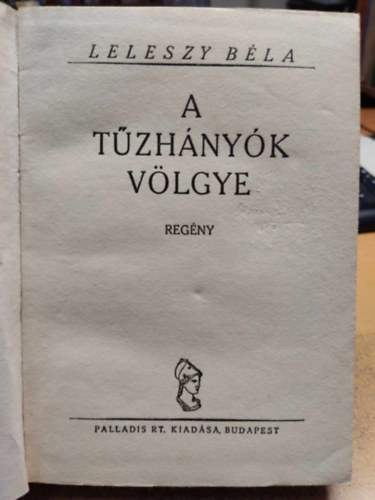 LELESZY BÉLA
A
TŰZHÁNYÓK
VÖLGYE
REGÉNY
PALLADIS RT. KIADÁSA, BUDAPEST